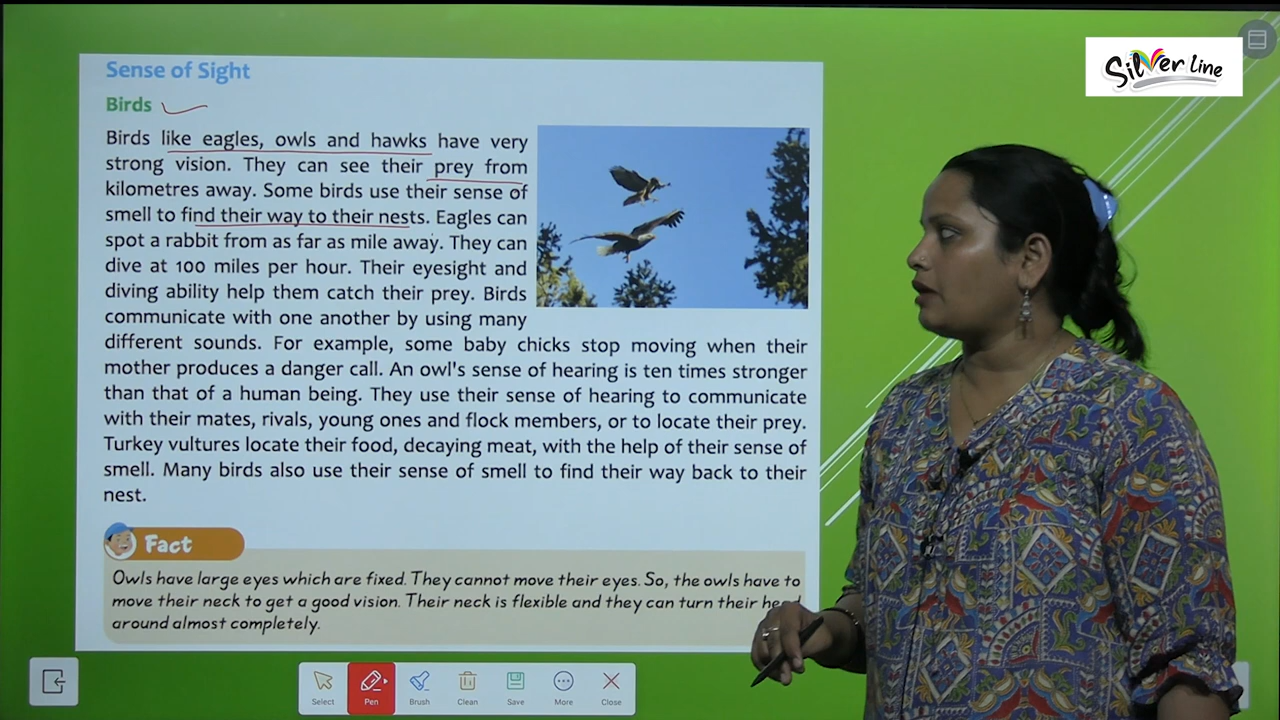 Sense of Sight
Birds
Birds like eagles, owls and hawks have very
strong vision. They can see their prey from
kilometres away. Some birds use their sense of
smell to find their way to their nests. Eagles can
spot a rabbit from as far as mile away. They can
dive at 100 miles per hour. Their eyesight and
diving ability help them catch their prey. Birds
communicate with one another by using many
different sounds. For example, some baby chicks stop moving when their
mother produces a danger call. An owl's sense of hearing is ten times stronger
than that of a human being. They use their sense of hearing to communicate
with their mates, rivals, young ones and flock members, or to locate their prey.
Turkey vultures locate their food, decaying meat, with the help of their sense of
smell. Many birds also use their sense of smell to find their way back to their
nest.
Fact
Owls have large eyes which are fixed. They cannot move their eyes. So, the owls have to
move their neck to get a good vision. Their neck is flexible and they can turn their head
around almost completely.
Select Pen Brush Clean Save More Close
Silver line